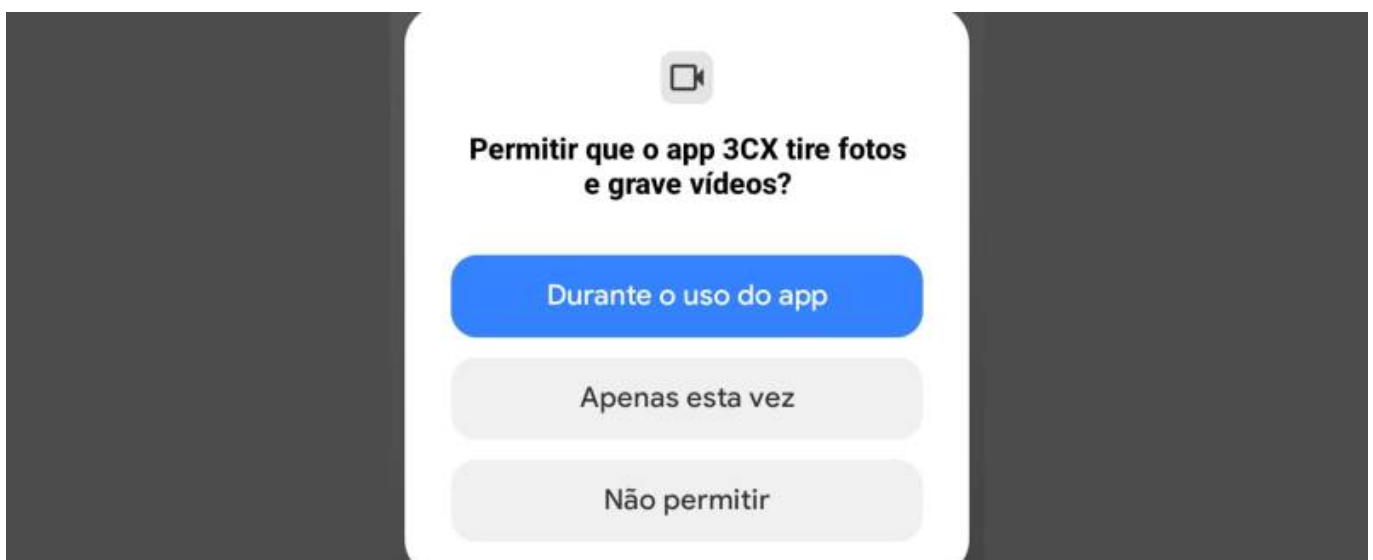 Permitir que o app 3CX tire fotos
e grave vídeos?
Durante o uso do app
Apenas esta vez
Não permitir